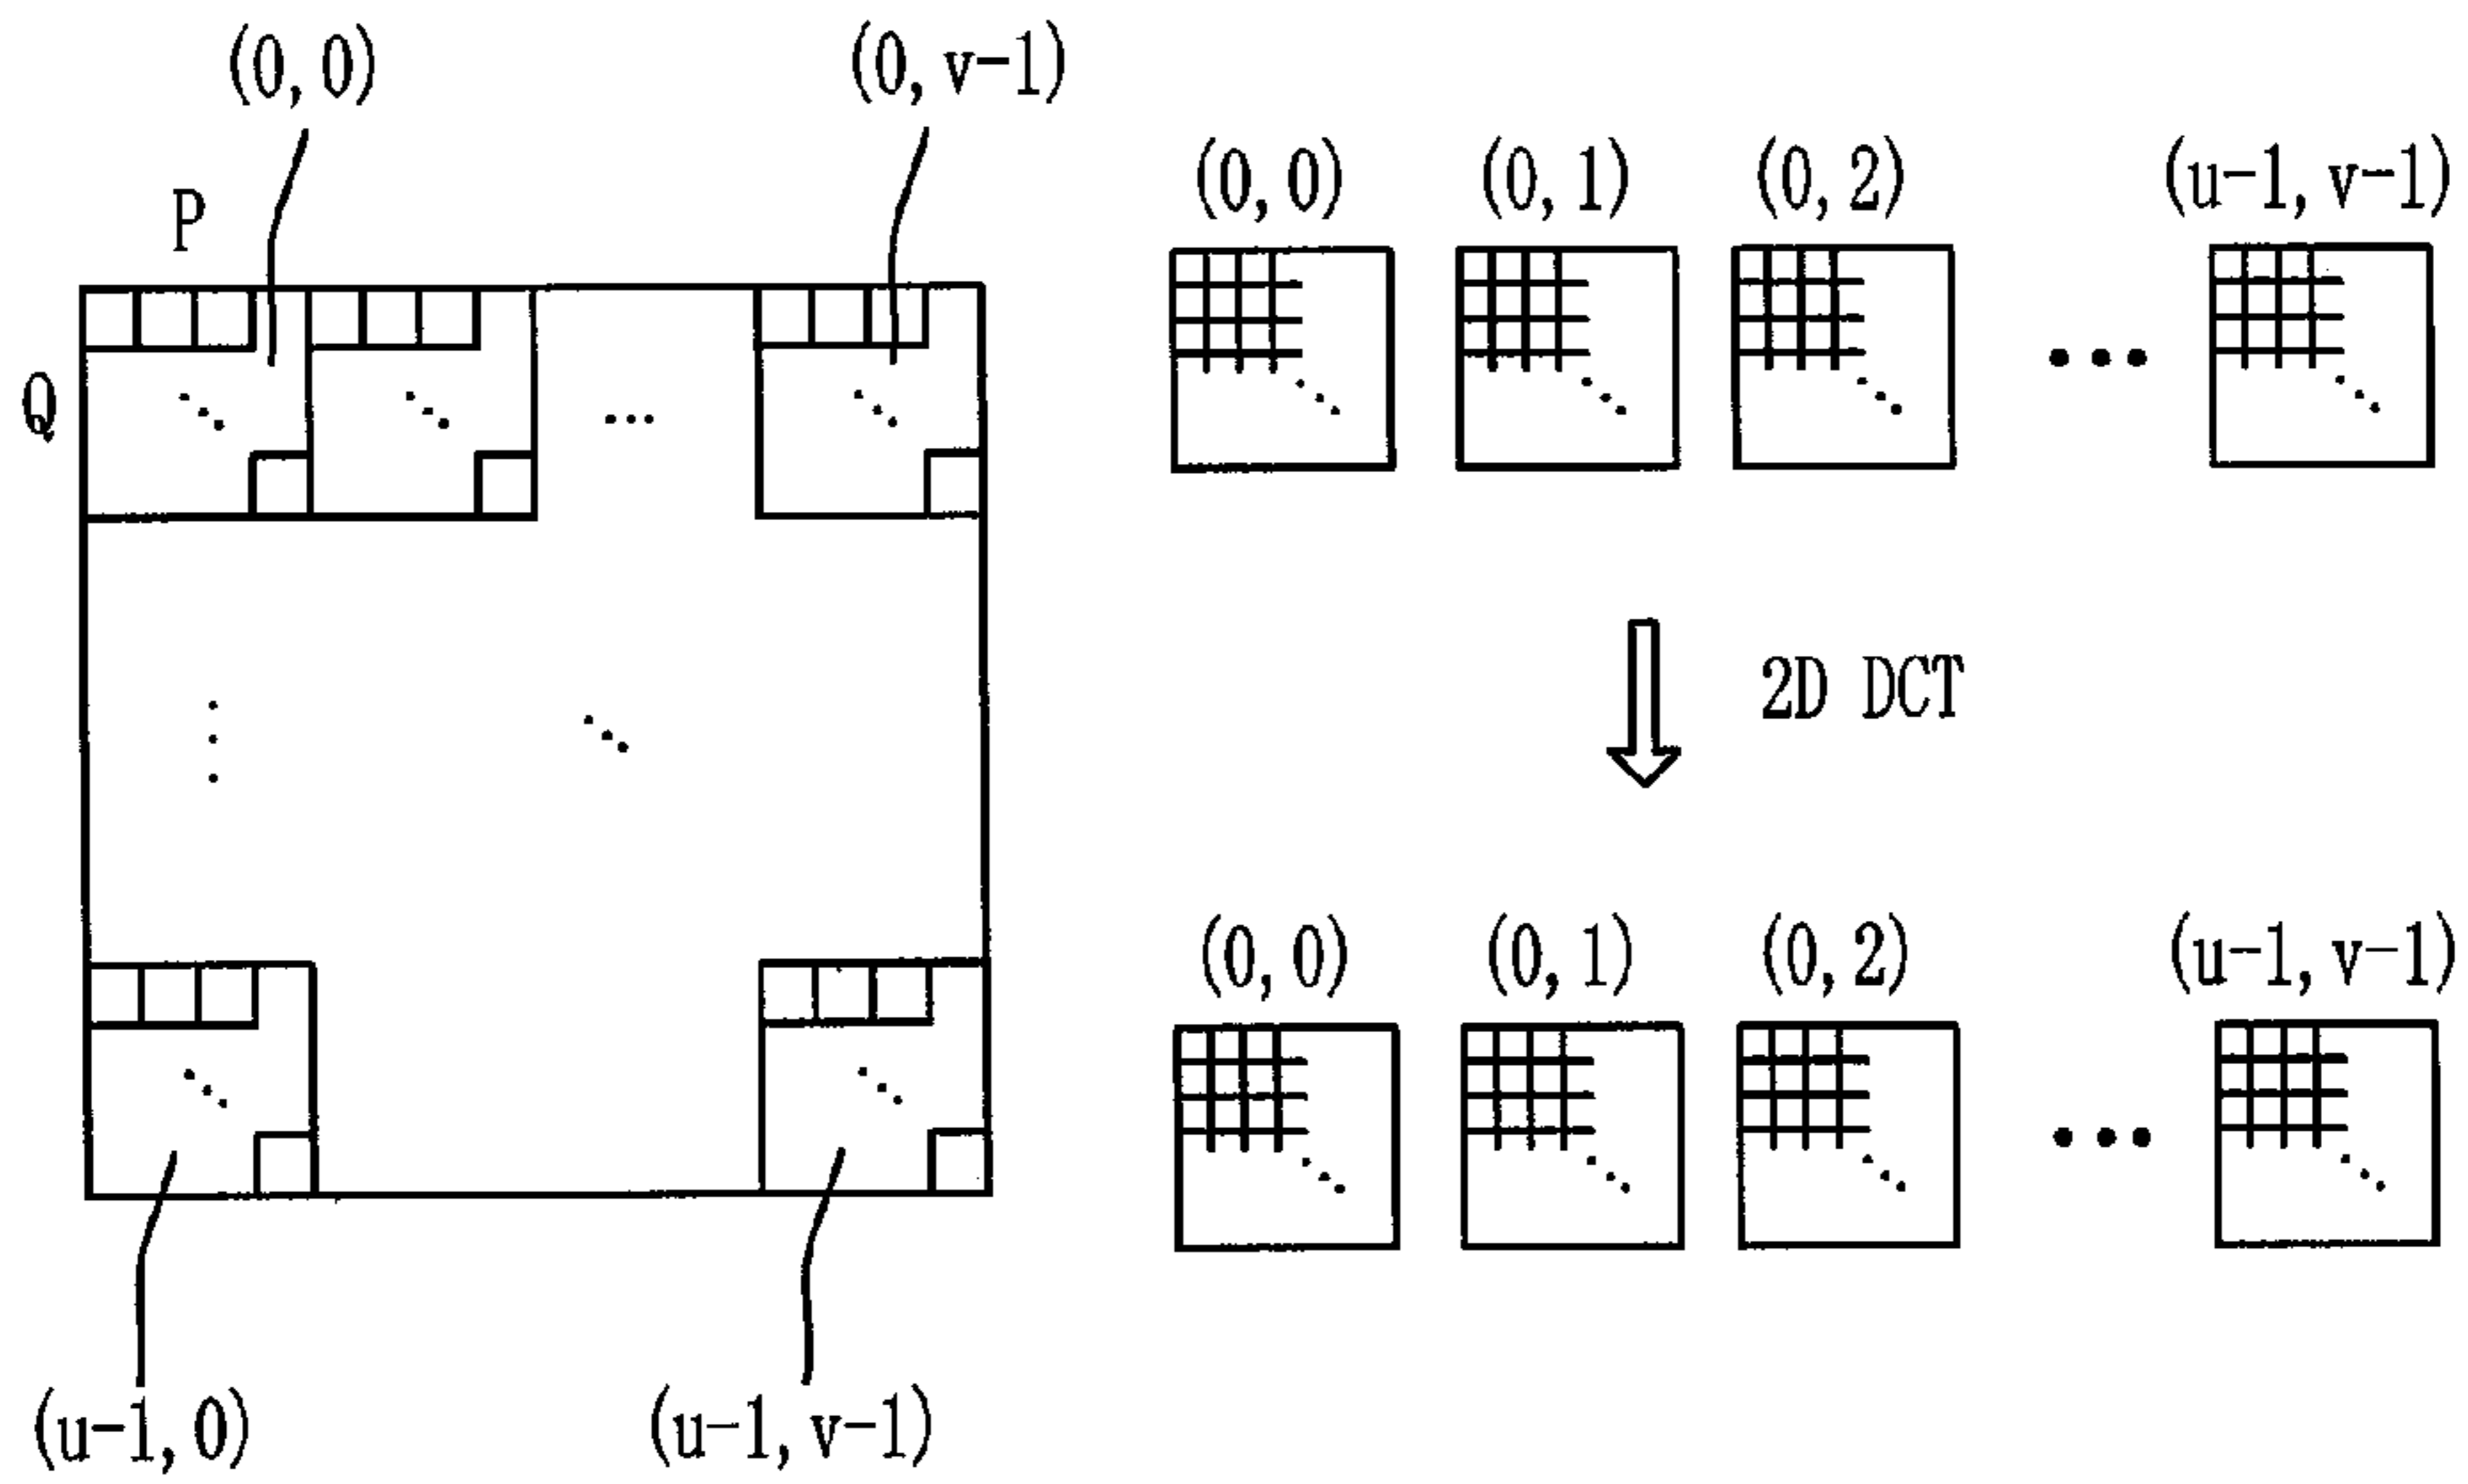 (0, 0) (0, v-1)
P
Q
(u-1, 0) (u-1, v-1)
(0, 0) (0, 1) (0, 2) (u-1, v-1)
2D DCT
(0, 0) (0, 1) (0, 2) (u-1, v-1)